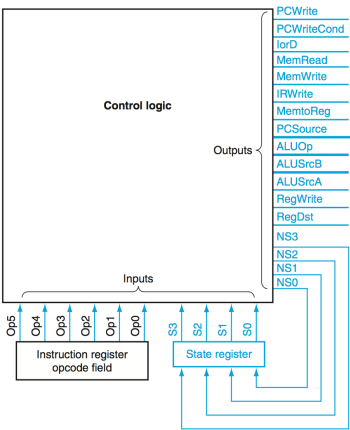 PCWrite
PCWriteCond
IorD
MemRead
MemWrite
IRWrite
Control logic
MemtoReg
PCSource
Outputs
ALUOp
ALUSrcB
ALUSrcA
RegWrite
RegDst
NS3
NS2
NS1
NS0
Inputs
Op5
Op4
Op3
Op2
Op1
Op0
S3
S2
S1
S0
Instruction register
opcode field
State register